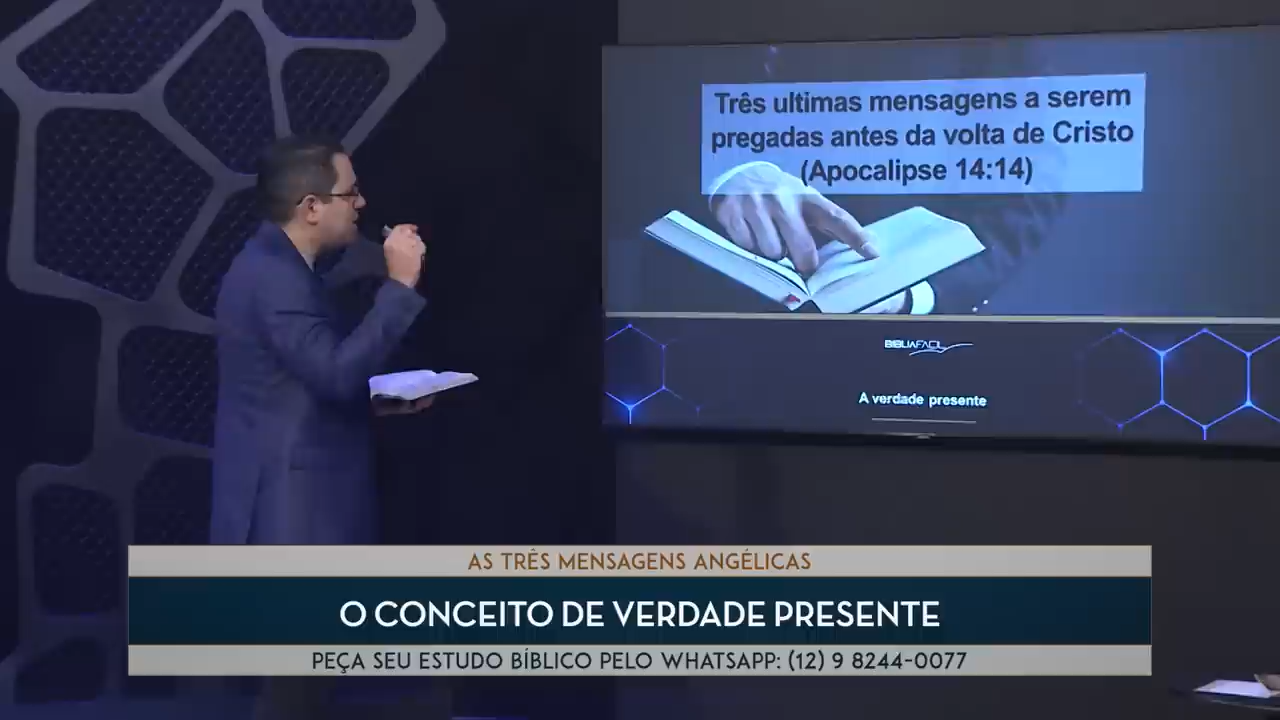 Três ultimas mensagens a serem
pregadas antes da volta de Cristo
(Apocalipse 14:14)
BIBLIAFACIL
A verdade presente
AS TRÊS MENSAGENS ANGÉLICAS
O CONCEITO DE VERDADE PRESENTE
PEÇA SEU ESTUDO BÍBLICO PELO WHATSAPP: (12) 9 8244-0077